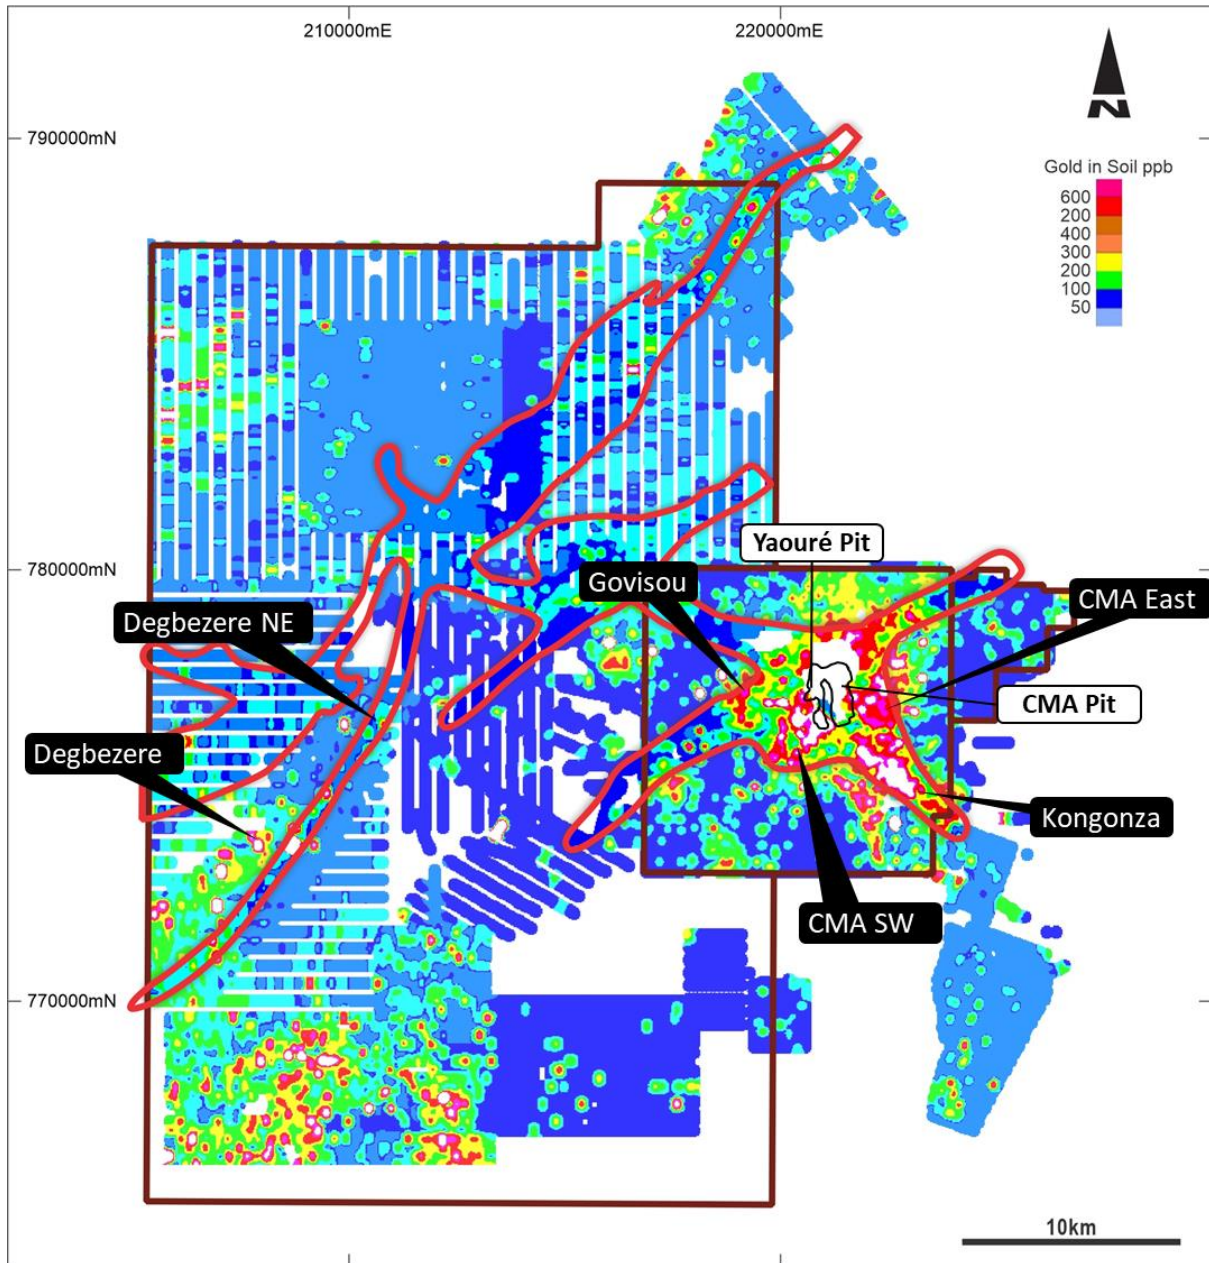 210000mE
220000mE
790000mN
N
Gold in Soil ppb
600
200
400
300
200
100
50
Yaouré Pit
780000mN
Govisou
CMA East
Degbezere NE
CMA Pit
Degbezere
Kongonza
CMA SW
770000mN
10km